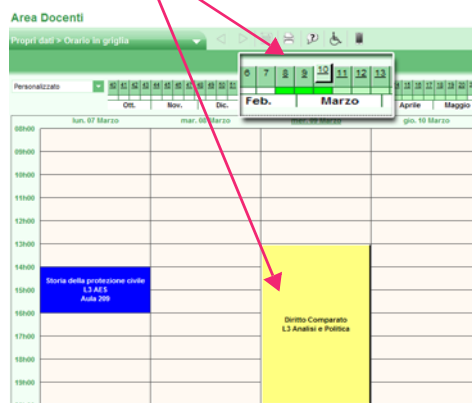 Area Docenti
Propri dati > Orario in griglia
6 7 8 9 10 11 12 13
Feb. Marzo
Personalizzato
Ott. Nov. Dic. Aprile Maggio
lun. 07 Marzo mar. 08 Marzo mer. 09 Marzo gio. 10 Marzo
08h00
09h00
10h00
11h00
12h00
13h00
14h00
Storia della protezione civile
15h00
L3 AES
Aula 209
16h00
Diritto Comparato
L3 Analisi e Politica
17h00
18h00
19h00